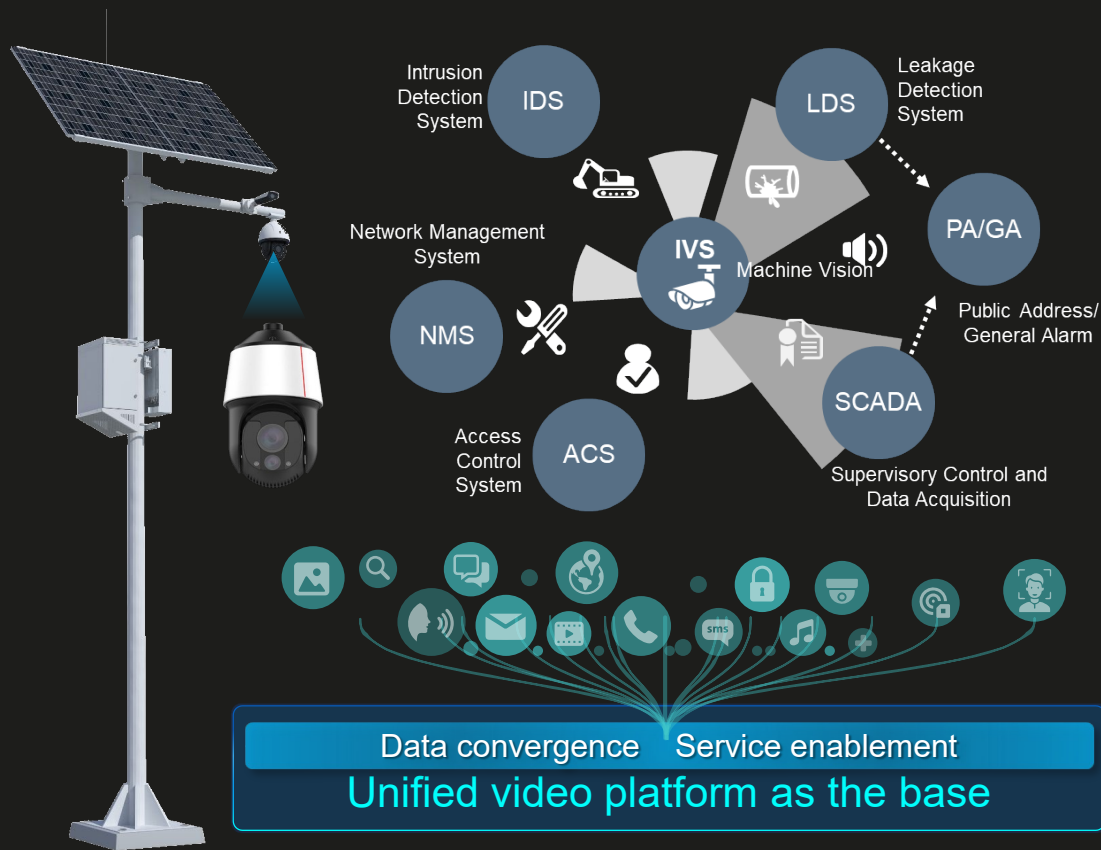 Intrusion
Detection
System
IDS
LDS
Leakage
Detection
System
Network Management
System
NMS
IVS
Machine Vision
PA/GA
Public Address/
General Alarm
SCADA
Supervisory Control and
Data Acquisition
Access
Control
System
ACS
sms
Data convergence Service enablement
Unified video platform as the base